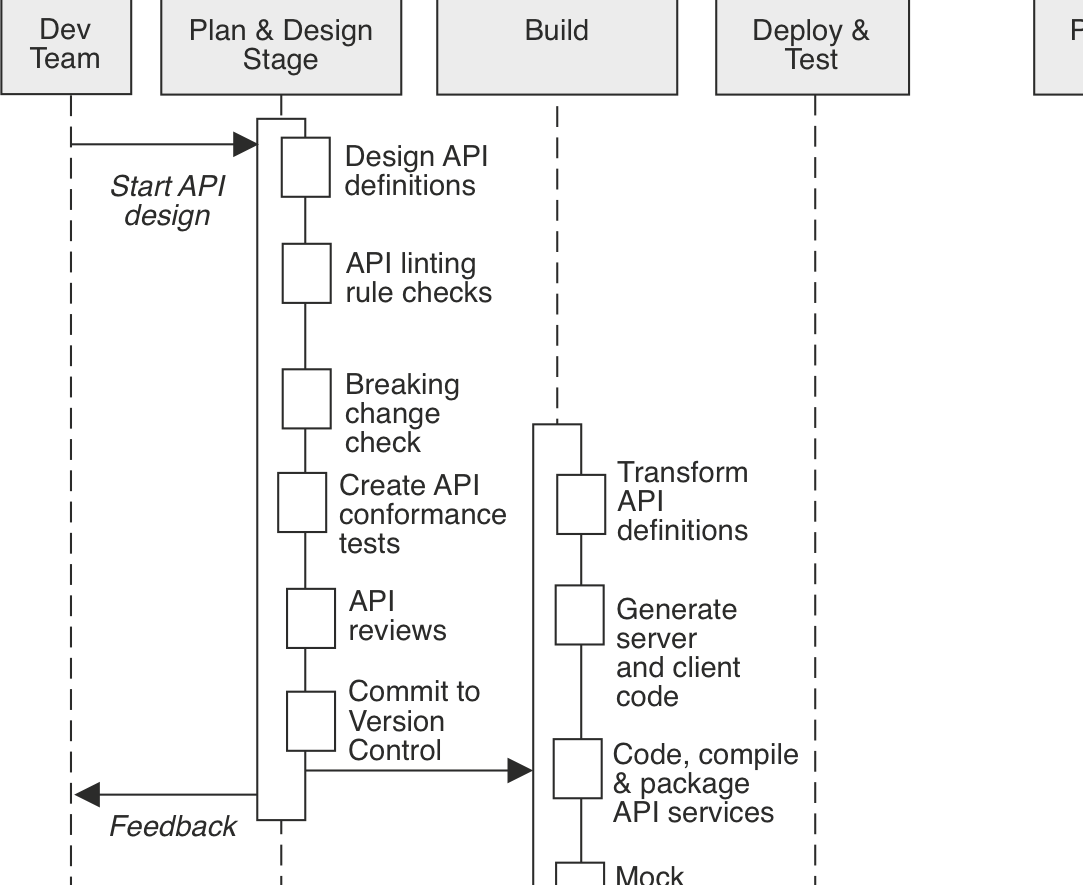 Dev
Team
Plan & Design
Stage
Build
Deploy &
Test
P
Start API
design
Design API
definitions
API linting
rule checks
Breaking
change
check
Create API
conformance
tests
API
reviews
Commit to
Version
Control
Feedback
Transform
API
definitions
Generate
server
and client
code
Code, compile
& package
API services
Mock